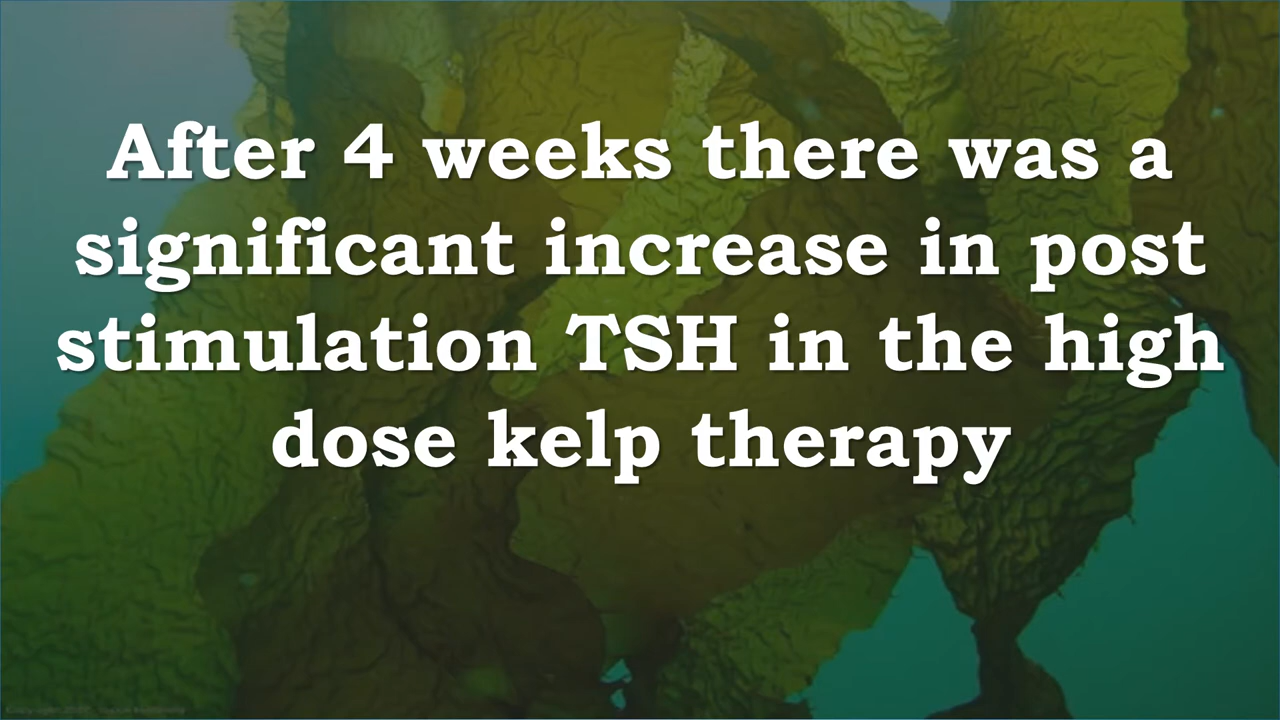 After 4 weeks there was a
significant increase in post
stimulation TSH in the high
dose kelp therapy